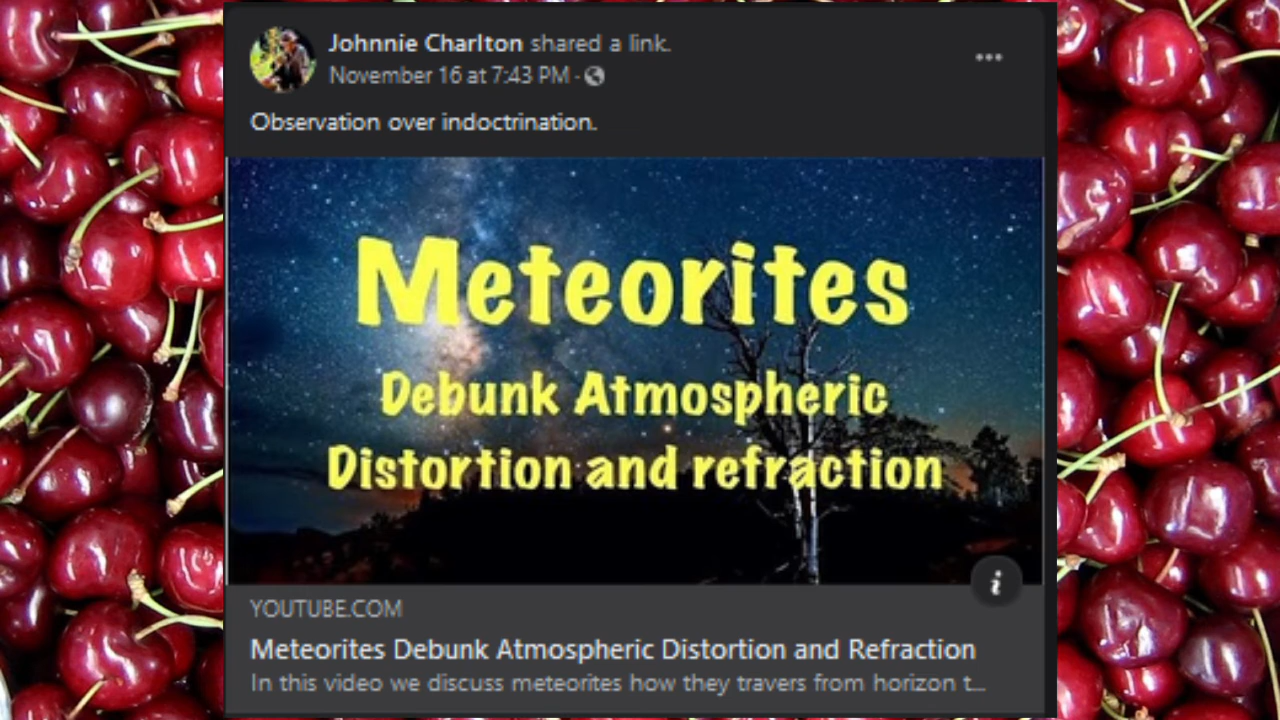 Johnnie Charlton shared a link.
November 16 at 7:43 PM ·
Observation over indoctrination.
Meteorites
Debunk Atmospheric
Distortion and refraction
i
YOUTUBE.COM
Meteorites Debunk Atmospheric Distortion and Refraction
In this video we discuss meteorites how they travers from horizon t...